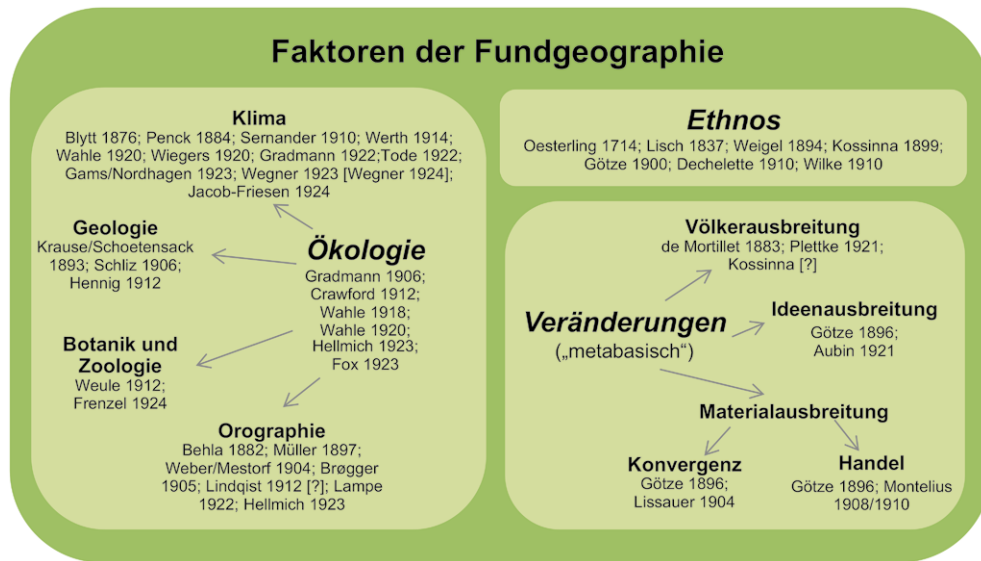 Faktoren der Fundgeographie
Klima
Blytt 1876; Penck 1884; Sernander 1910; Werth 1914;
Wahle 1920; Wiegers 1920; Gradmann 1922;Tode 1922;
Gams/Nordhagen 1923; Wegner 1923 [Wegner 1924];
Jacob-Friesen 1924
Geologie
Krause/Schoetensack
1893; Schliz 1906;
Hennig 1912
Ökologie
Gradmann 1906;
Crawford 1912;
Wahle 1918;
Wahle 1920;
Hellmich 1923;
Fox 1923
Botanik und
Zoologie
Weule 1912;
Frenzel 1924
Orographie
Behla 1882; Müller 1897;
Weber/Mestorf 1904; Brøgger
1905; Lindqist 1912 [?]; Lampe
1922; Hellmich 1923
Ethnos
Oesterling 1714; Lisch 1837; Weigel 1894; Kossinna 1899;
Götze 1900; Dechelette 1910; Wilke 1910
Völkerausbreitung
de Mortillet 1883; Plettke 1921;
Kossinna [?]
Veränderungen
(„metabasisch“)
Ideenausbreitung
Götze 1896;
Aubin 1921
Materialausbreitung
Konvergenz
Götze 1896;
Lissauer 1904
Handel
Götze 1896; Montelius
1908/1910